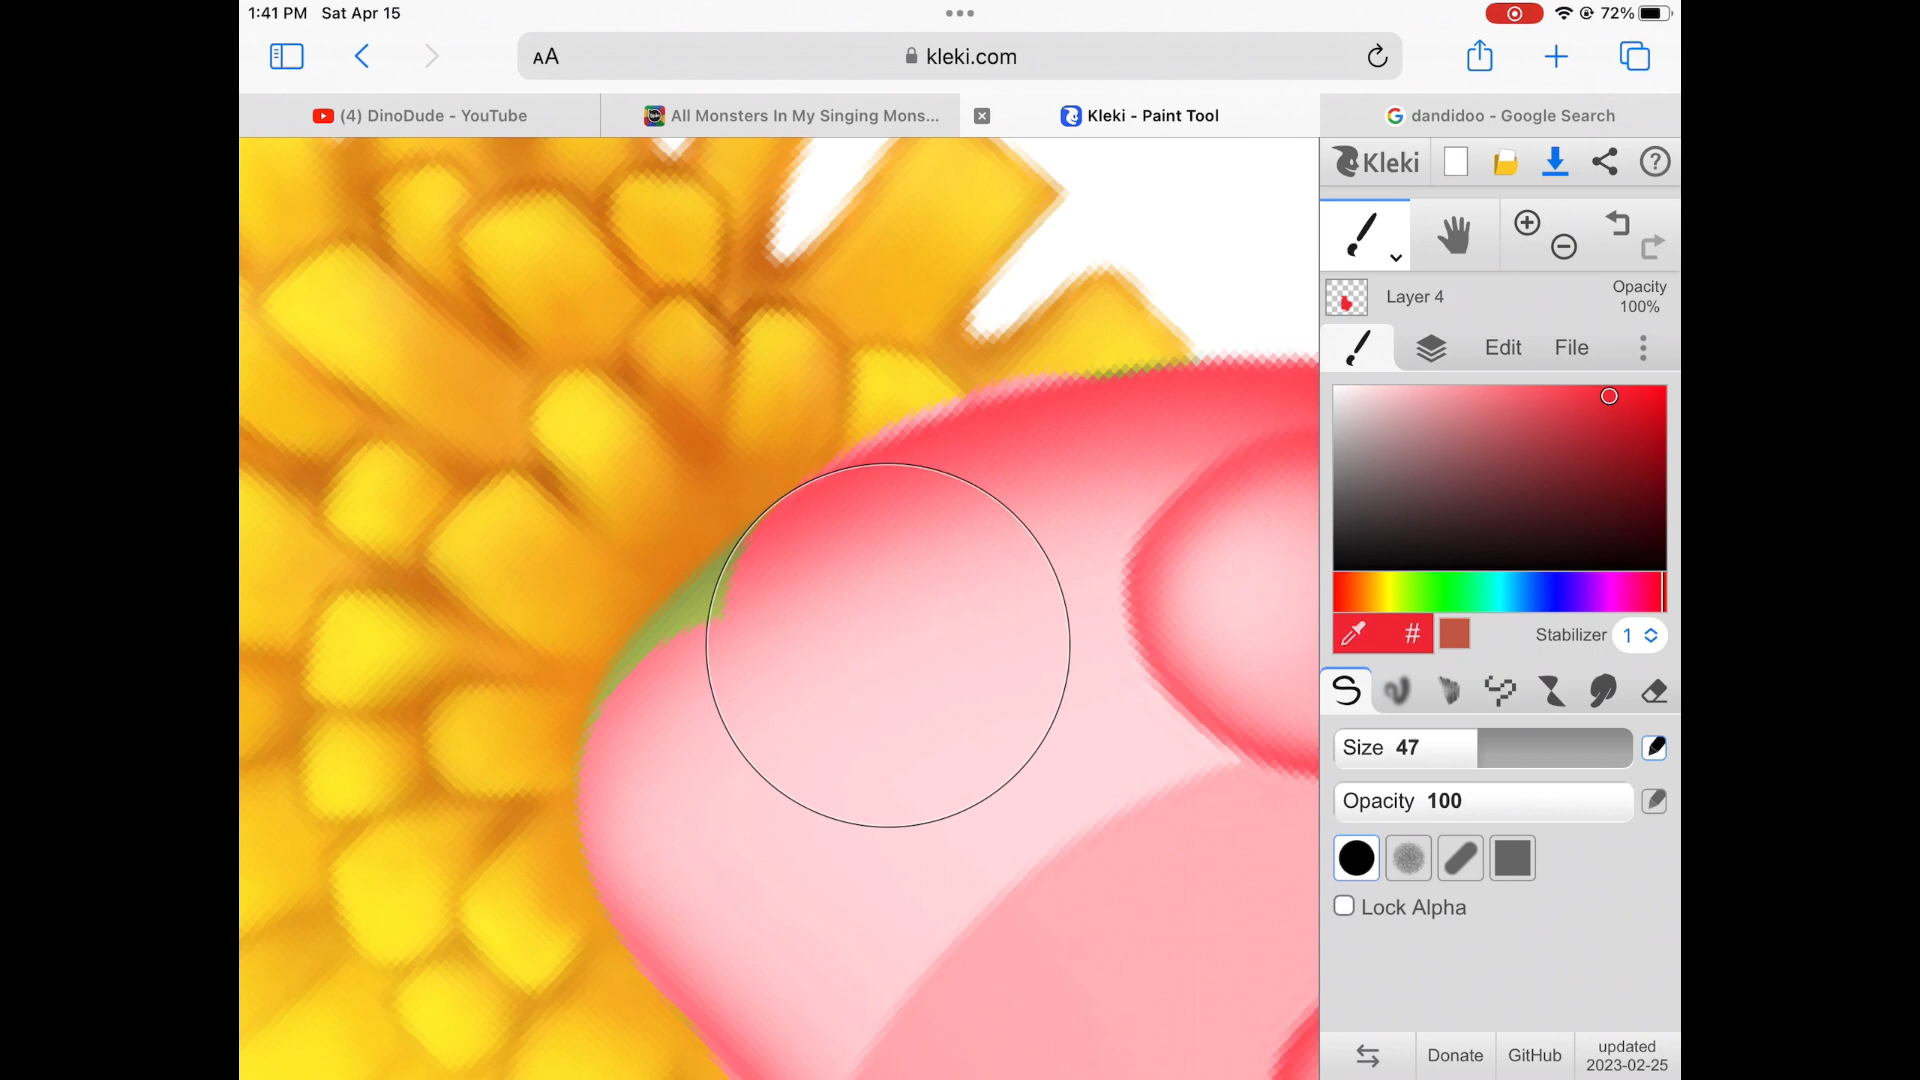 1:41 PM Sat Apr 15
72%
AA
kleki.com
(4) DinoDude - YouTube
All Monsters In My Singing Mons...
Kleki - Paint Tool
dandidoo - Google Search
Kleki
Layer 4
Opacity
100%
Edit
File
#
Stabilizer 1
Size 47
Opacity 100
Lock Alpha
Donate
GitHub
updated
2023-02-25